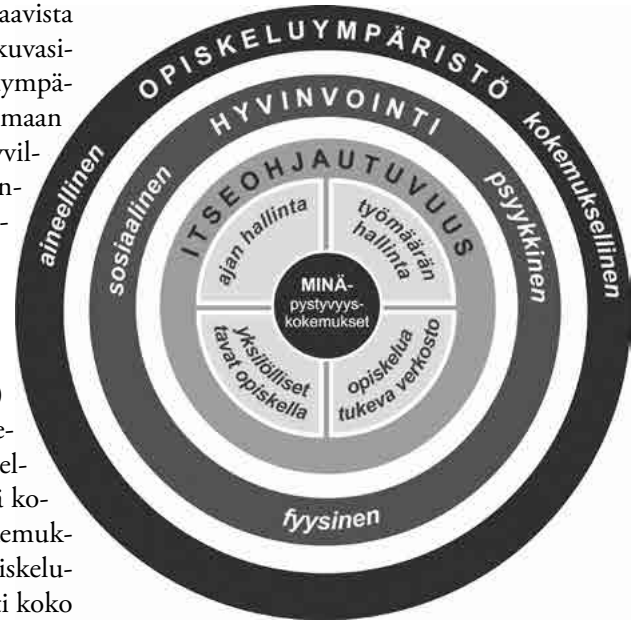 aavista
kuvasi-
ympä-
maan
yvil-
n-
-
)
e-
el-
i ko-
emuk-
iskelu-
ti koko
OPISKELUYMPÄRISTÖ
aineellinen
kokemuksellinen
HYVINVOINTI
sosiaalinen
psyykkinen
fyysinen
ITSEOHJAUTUVUUS
ajan hallinta
työmäärän
hallinta
MINÄ-
pystyvyys-
kokemukset
yksilölliset
tavat opiskella
opiskelua
tukeva verkosto